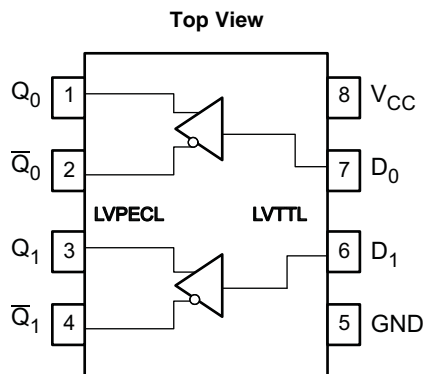 Top View
Q0 1 8 VCC
Q̅0 2 7 D0
LVPECL LVTTL
Q1 3 6 D1
Q̅1 4 5 GND